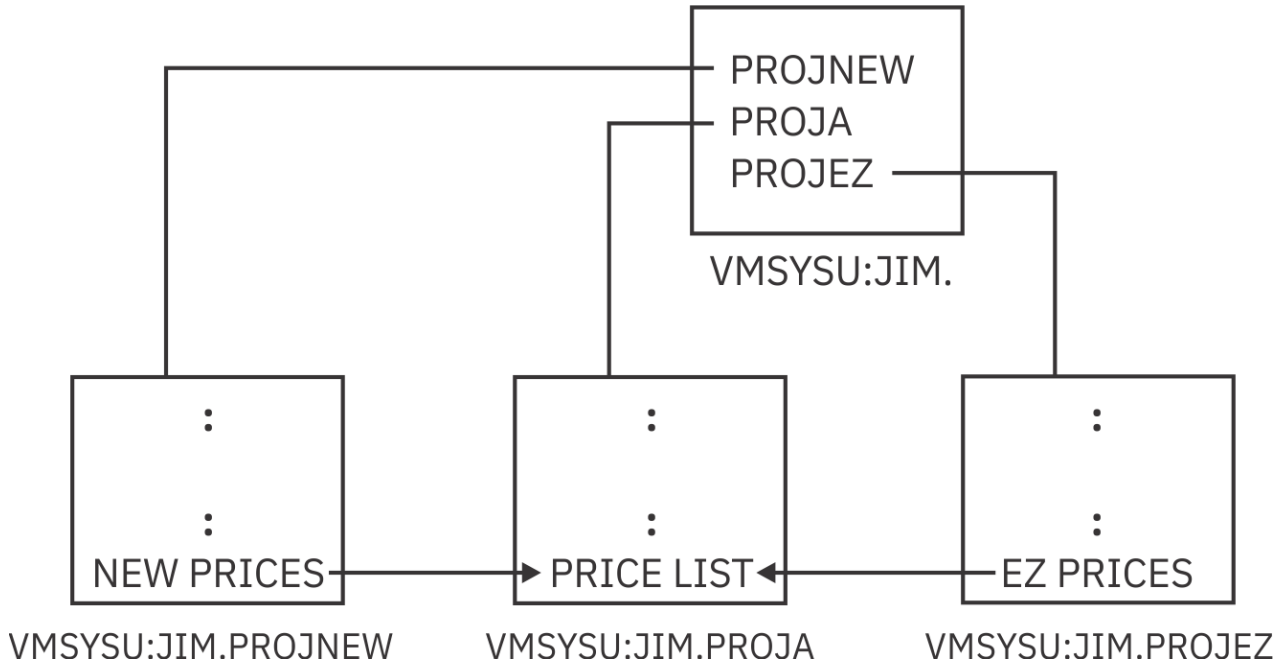 PROJNEW
PROJA
PROJEZ
VMSYSU:JIM.
:
:
NEW PRICES
VMSYSU:JIM.PROJNEW
:
:
PRICE LIST
VMSYSU:JIM.PROJA
:
:
EZ PRICES
VMSYSU:JIM.PROJEZ